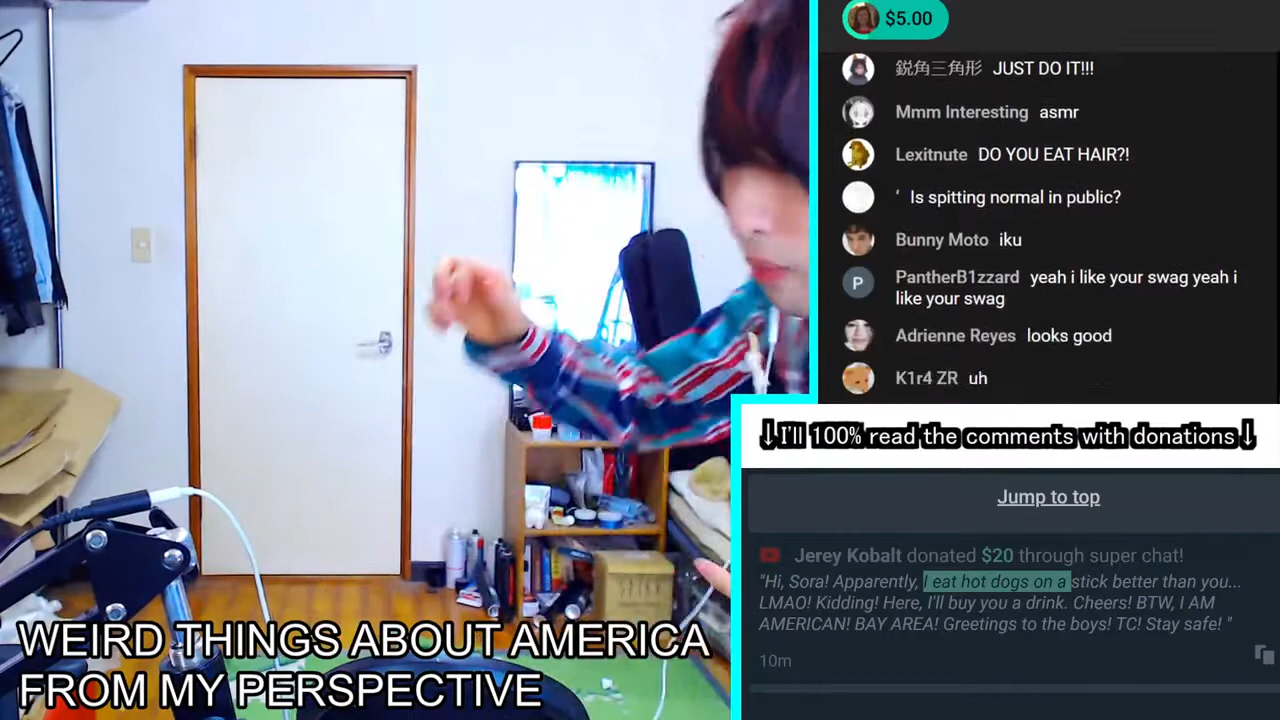 $5.00
鋭角三角形 JUST DO IT!!!
Mmm Interesting asmr
Lexitnute DO YOU EAT HAIR?!
' Is spitting normal in public?
Bunny Moto iku
P PantherB1zzard yeah i like your swag yeah i
like your swag
Adrienne Reyes looks good
K1r4 ZR uh
↓I'll 100% read the comments with donations↓
Jump to top
Jerey Kobalt donated $20 through super chat!
"Hi, Sora! Apparently, I eat hot dogs on a stick better than you...
LMAO! Kidding! Here, I'll buy you a drink. Cheers! BTW, I AM
AMERICAN! BAY AREA! Greetings to the boys! TC! Stay safe! "
10m
WEIRD THINGS ABOUT AMERICA
FROM MY PERSPECTIVE